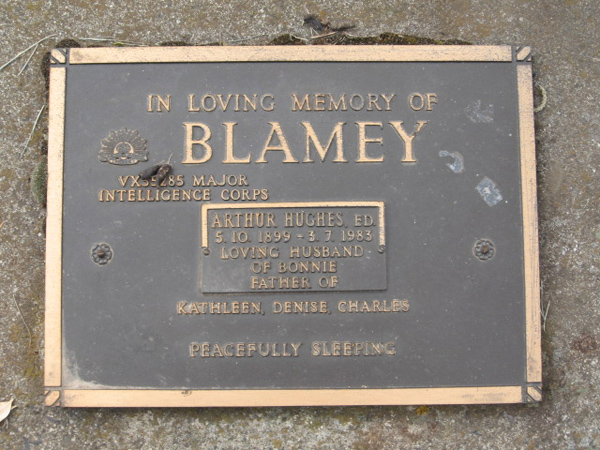 IN LOVING MEMORY OF
BLAMEY
MAJOR
INTELLIGENCE CORPS
ARTHUR HUGHES, ED
5. 10. 1899 - 3. 7. 1983
LOVING HUSBAND
OF BONNIE
FATHER OF
KATHLEEN, DENISE, CHARLES
PEACEFULLY SLEEPING